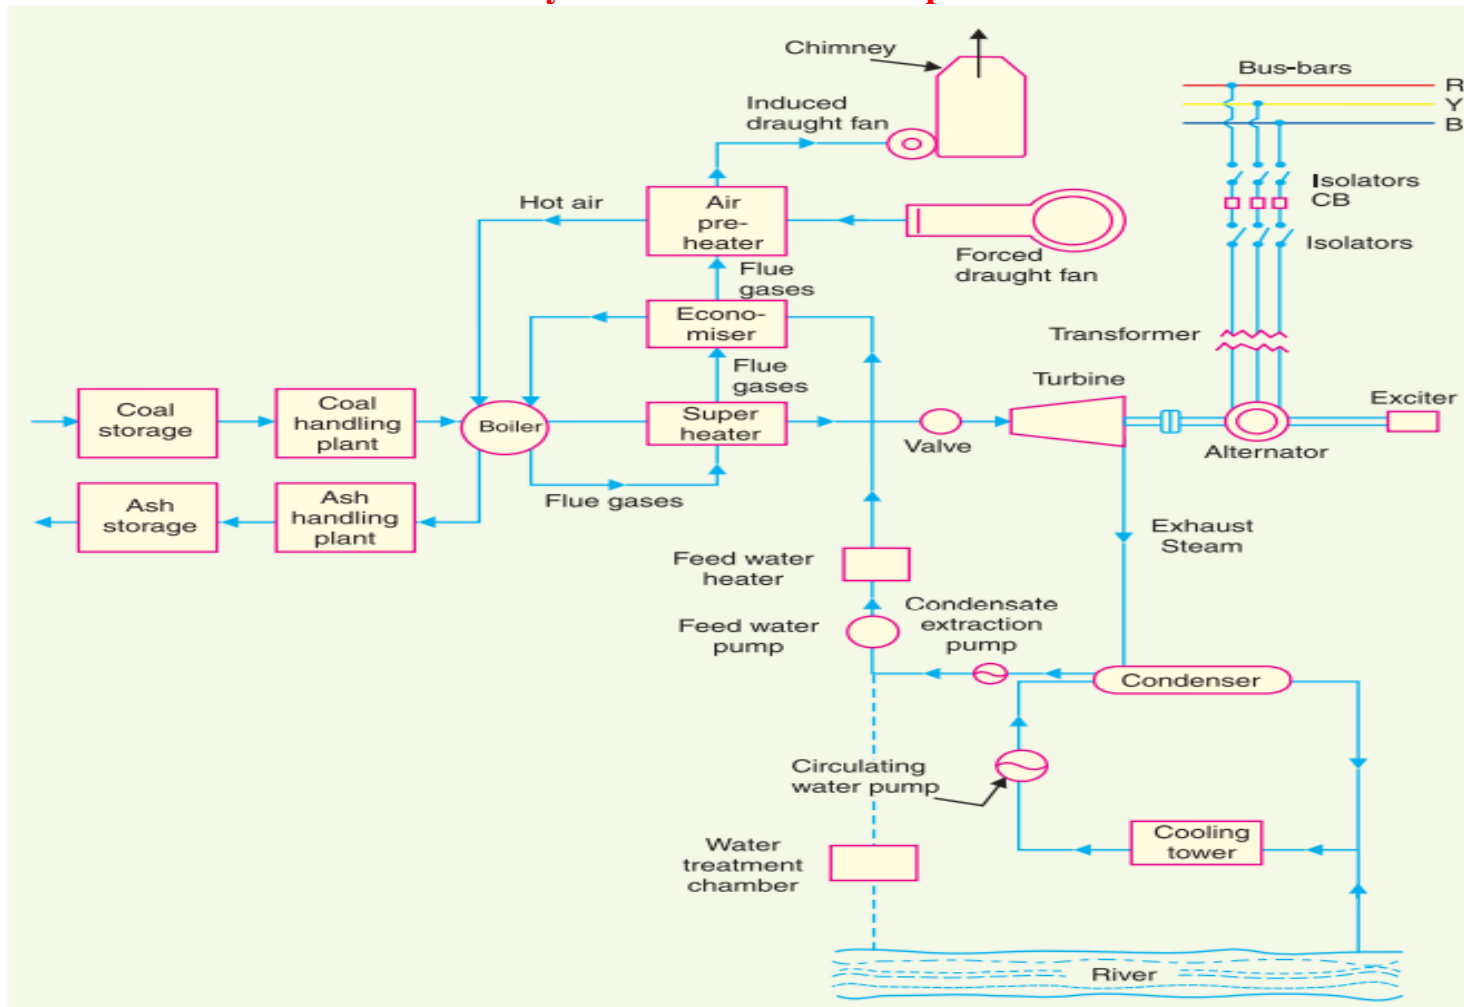 Chimney
Bus-bars
R
Y
B
Induced
draught fan
Isolators
CB
Isolators
Hot air
Air
pre-
heater
Forced
draught fan
Flue
gases
Econo-
miser
Transformer
Flue
gases
Turbine
Exciter
Coal
storage
Coal
handling
plant
Boiler
Super
heater
Valve
Alternator
Ash
storage
Ash
handling
plant
Flue gases
Exhaust
Steam
Feed water
heater
Condensate
extraction
pump
Feed water
pump
Condenser
Circulating
water pump
Cooling
tower
Water
treatment
chamber
River